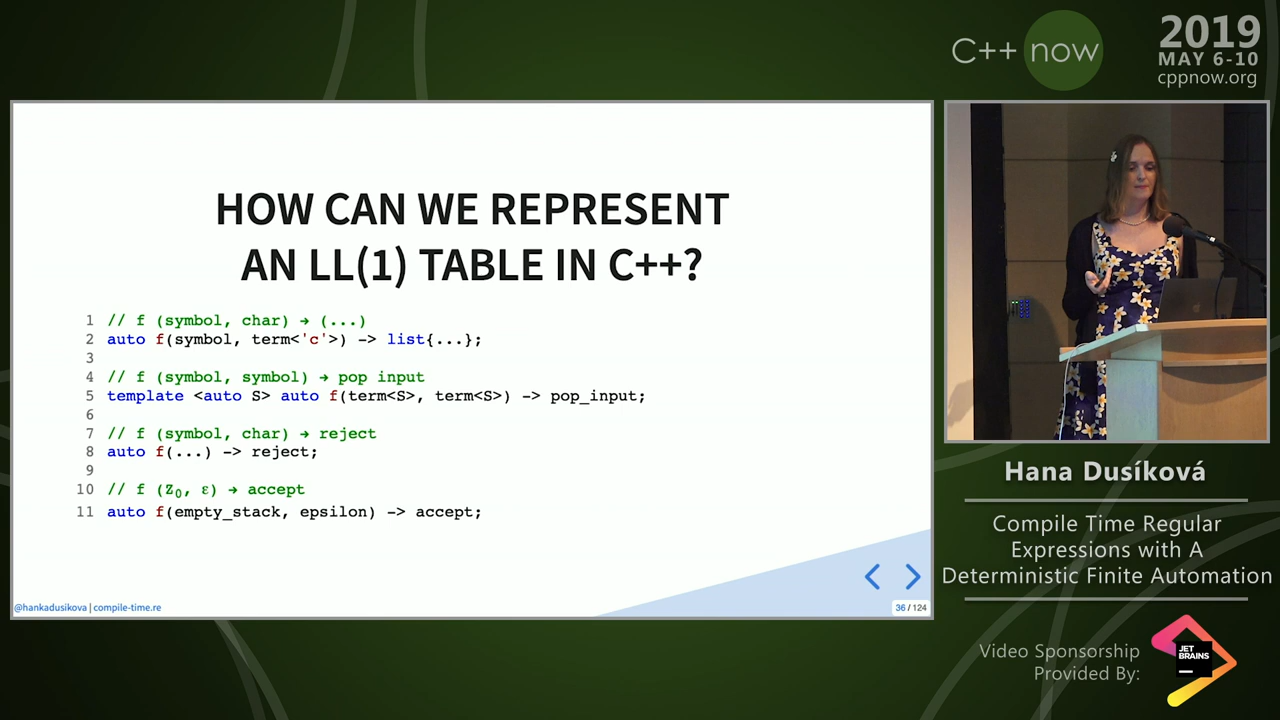 C++ now
2019
MAY 6-10
cppnow.org
HOW CAN WE REPRESENT
AN LL(1) TABLE IN C++?
1 // f (symbol, char) → (...)
2 auto f(symbol, term<'c'>) -> list{...};
3
4 // f (symbol, symbol) → pop input
5 template <auto S> auto f(term<S>, term<S>) -> pop_input;
6
7 // f (symbol, char) → reject
8 auto f(...) -> reject;
9
10 // f (Z₀, ε) → accept
11 auto f(empty_stack, epsilon) -> accept;
@hankadusikova | compile-time.re
36 / 124
Hana Dusíková
Compile Time Regular
Expressions with A
Deterministic Finite Automation
Video Sponsorship
Provided By:
JET
BRAINS